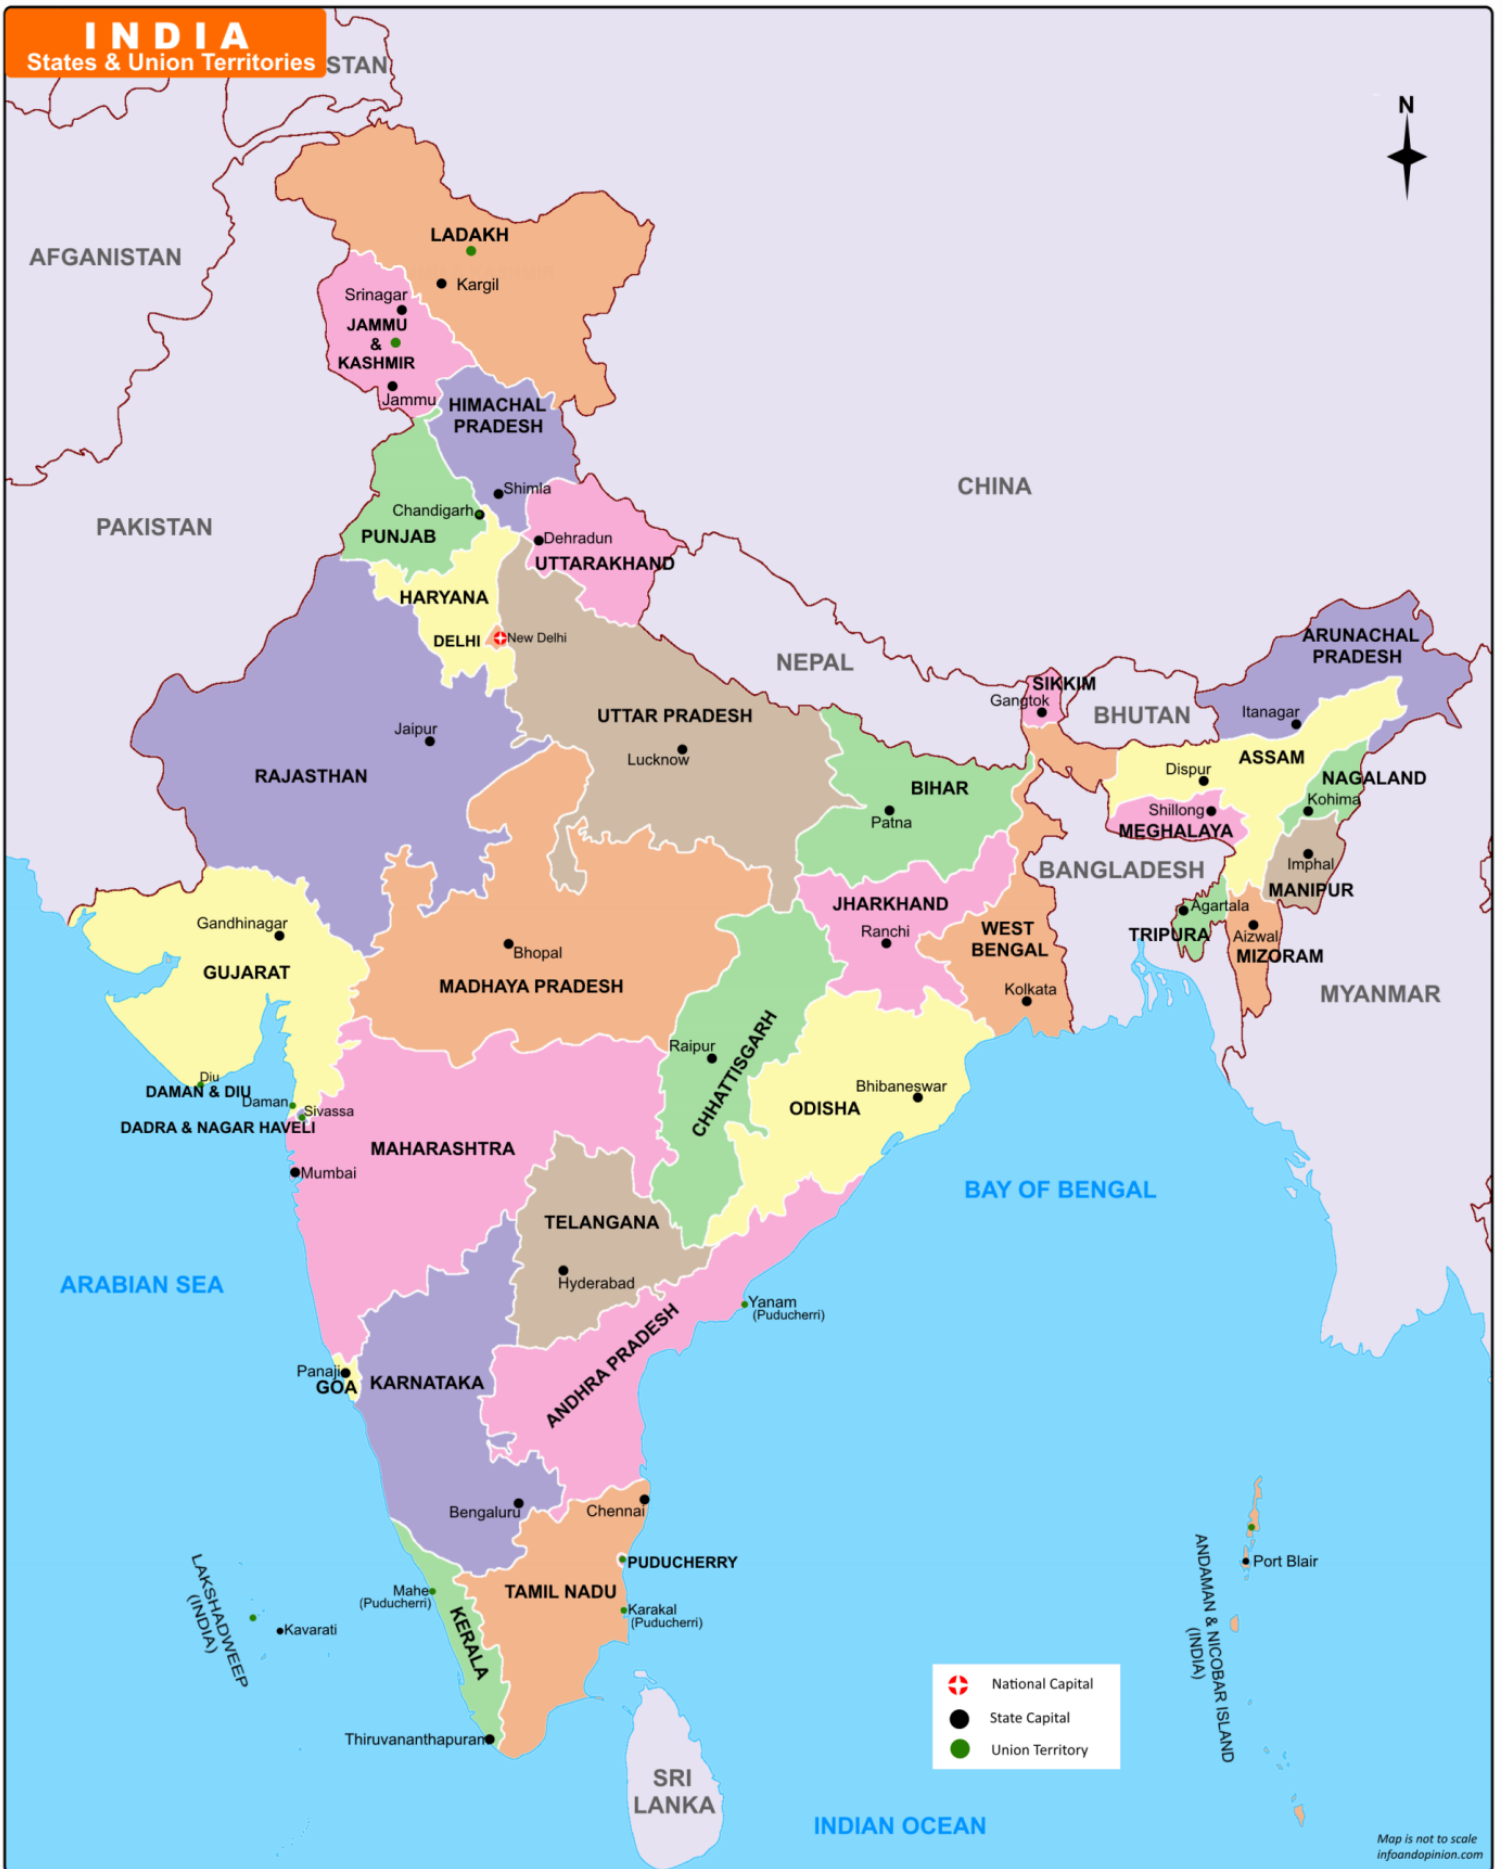 INDIA
States & Union Territories
STAN
N
AFGANISTAN
LADAKH
Kargil
Srinagar
JAMMU
&
KASHMIR
Jammu
HIMACHAL
PRADESH
CHINA
Shimla
Chandigarh
PAKISTAN
PUNJAB
Dehradun
UTTARAKHAND
HARYANA
DELHI
New Delhi
NEPAL
ARUNACHAL
PRADESH
SIKKIM
Gangtok
BHUTAN
Itanagar
UTTAR PRADESH
Lucknow
Jaipur
RAJASTHAN
ASSAM
Dispur
NAGALAND
Kohima
BIHAR
Patna
Shillong
MEGHALAYA
BANGLADESH
Imphal
MANIPUR
JHARKHAND
Ranchi
WEST
BENGAL
Agartala
TRIPURA
Aizwal
MIZORAM
Gandhinagar
GUJARAT
Bhopal
MADHAYA PRADESH
Kolkata
MYANMAR
Raipur
CHHATTISGARH
Diu
DAMAN & DIU
Daman
Sivassa
DADRA & NAGAR HAVELI
Bhibaneswar
ODISHA
MAHARASHTRA
Mumbai
BAY OF BENGAL
TELANGANA
Hyderabad
ARABIAN SEA
Yanam
(Puducherri)
ANDHRA PRADESH
Panaji
GOA
KARNATAKA
Bengaluru
Chennai
PUDUCHERRY
TAMIL NADU
Mahe
(Puducherri)
Karakal
(Puducherri)
KERALA
LAKSHADWEEP
(INDIA)
Kavarati
Port Blair
ANDAMAN & NICOBAR ISLAND
(INDIA)
National Capital
State Capital
Union Territory
Thiruvananthapuram
SRI
LANKA
INDIAN OCEAN
Map is not to scale
infoandopinion.com